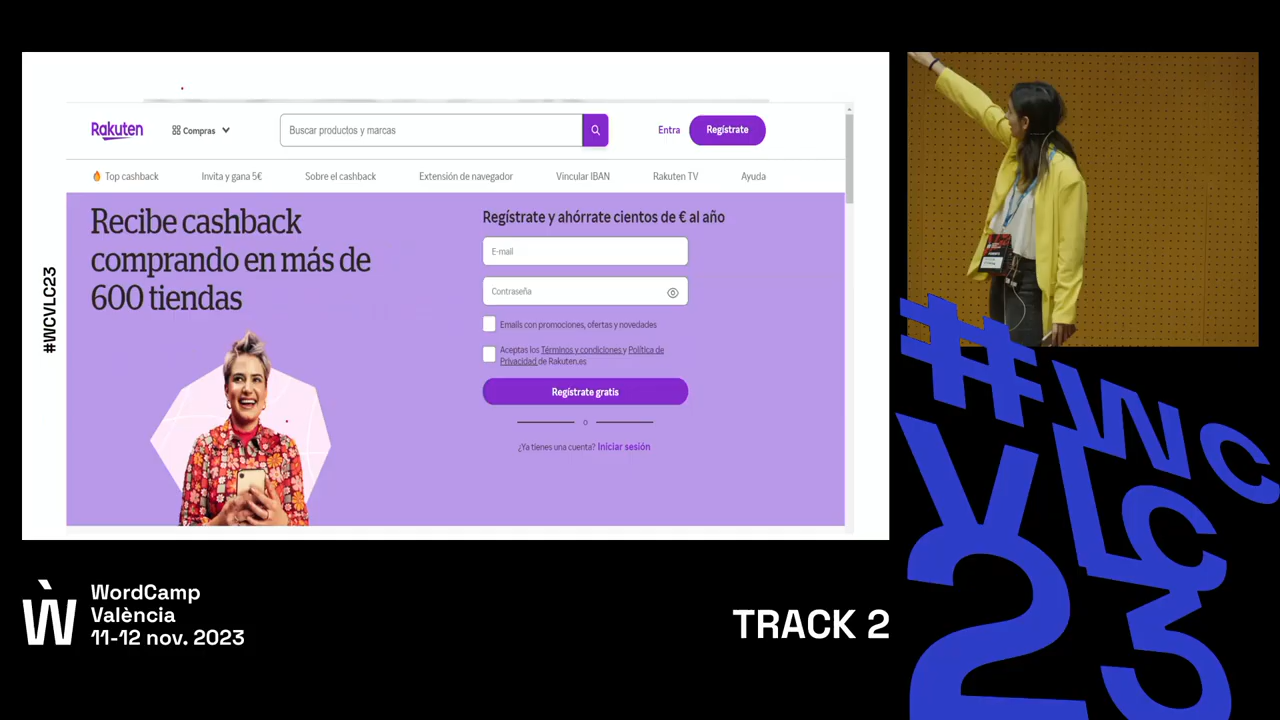 #WCVLC23
Rakuten
Compras
Buscar productos y marcas
Entra
Regístrate
Top cashback
Invita y gana 5€
Sobre el cashback
Extensión de navegador
Vincular IBAN
Rakuten TV
Ayuda
Recibe cashback
comprando en más de
600 tiendas
Regístrate y ahórrate cientos de € al año
E-mail
Contraseña
Emails con promociones, ofertas y novedades
Aceptas los Términos y condiciones y Política de
Privacidad de Rakuten.es
Regístrate gratis
o
¿Ya tienes una cuenta? Iniciar sesión
WordCamp
València
11-12 nov. 2023
TRACK 2
#WC
VLC
23